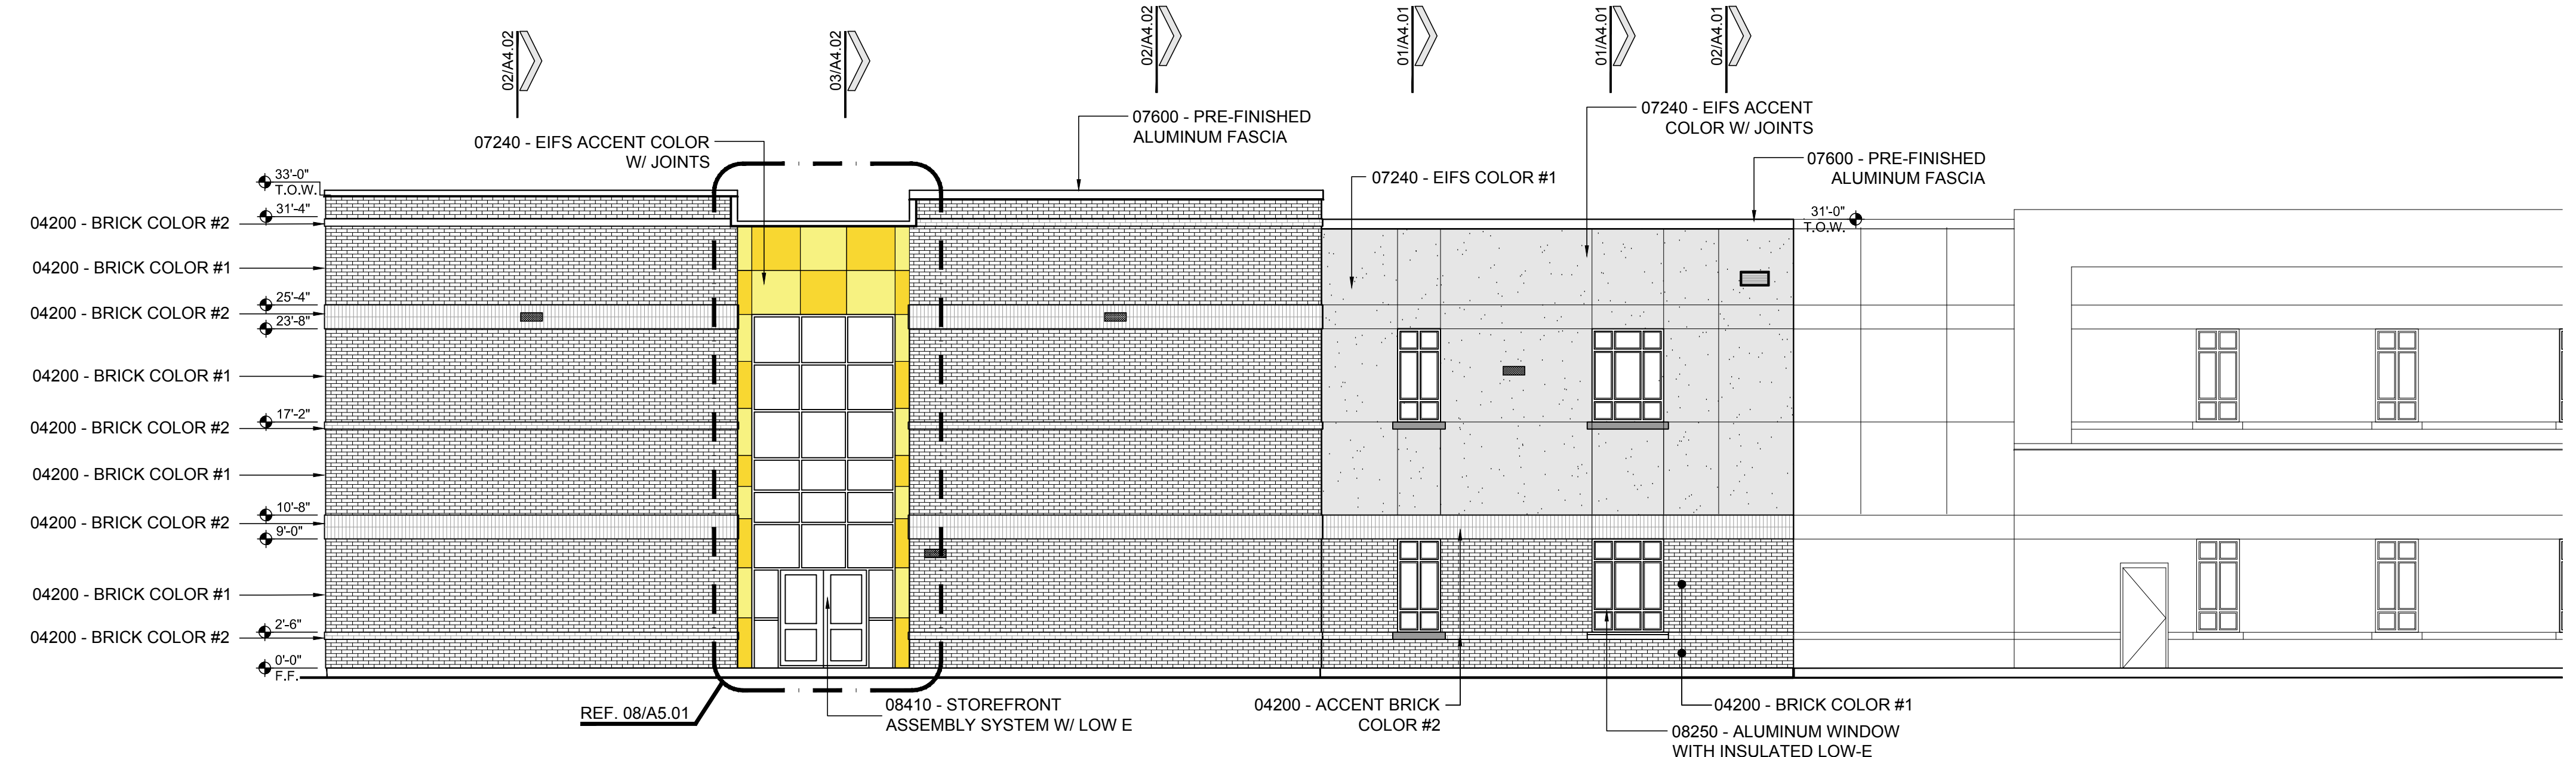 02/A4.02
03/A4.02
02/A4.02
01/A4.01
01/A4.01
02/A4.01
07240 - EIFS ACCENT COLOR
W/ JOINTS
07600 - PRE-FINISHED
ALUMINUM FASCIA
07240 - EIFS COLOR #1
07240 - EIFS ACCENT
COLOR W/ JOINTS
07600 - PRE-FINISHED
ALUMINUM FASCIA
33'-0"
T.O.W.
31'-4"
31'-0"
T.O.W.
04200 - BRICK COLOR #2
04200 - BRICK COLOR #1
25'-4"
04200 - BRICK COLOR #2
23'-8"
04200 - BRICK COLOR #1
17'-2"
04200 - BRICK COLOR #2
04200 - BRICK COLOR #1
10'-8"
04200 - BRICK COLOR #2
9'-0"
04200 - BRICK COLOR #1
2'-6"
04200 - BRICK COLOR #2
0'-0"
F.F.
REF. 08/A5.01
08410 - STOREFRONT
ASSEMBLY SYSTEM W/ LOW E
04200 - ACCENT BRICK
COLOR #2
04200 - BRICK COLOR #1
08250 - ALUMINUM WINDOW
WITH INSULATED LOW-E